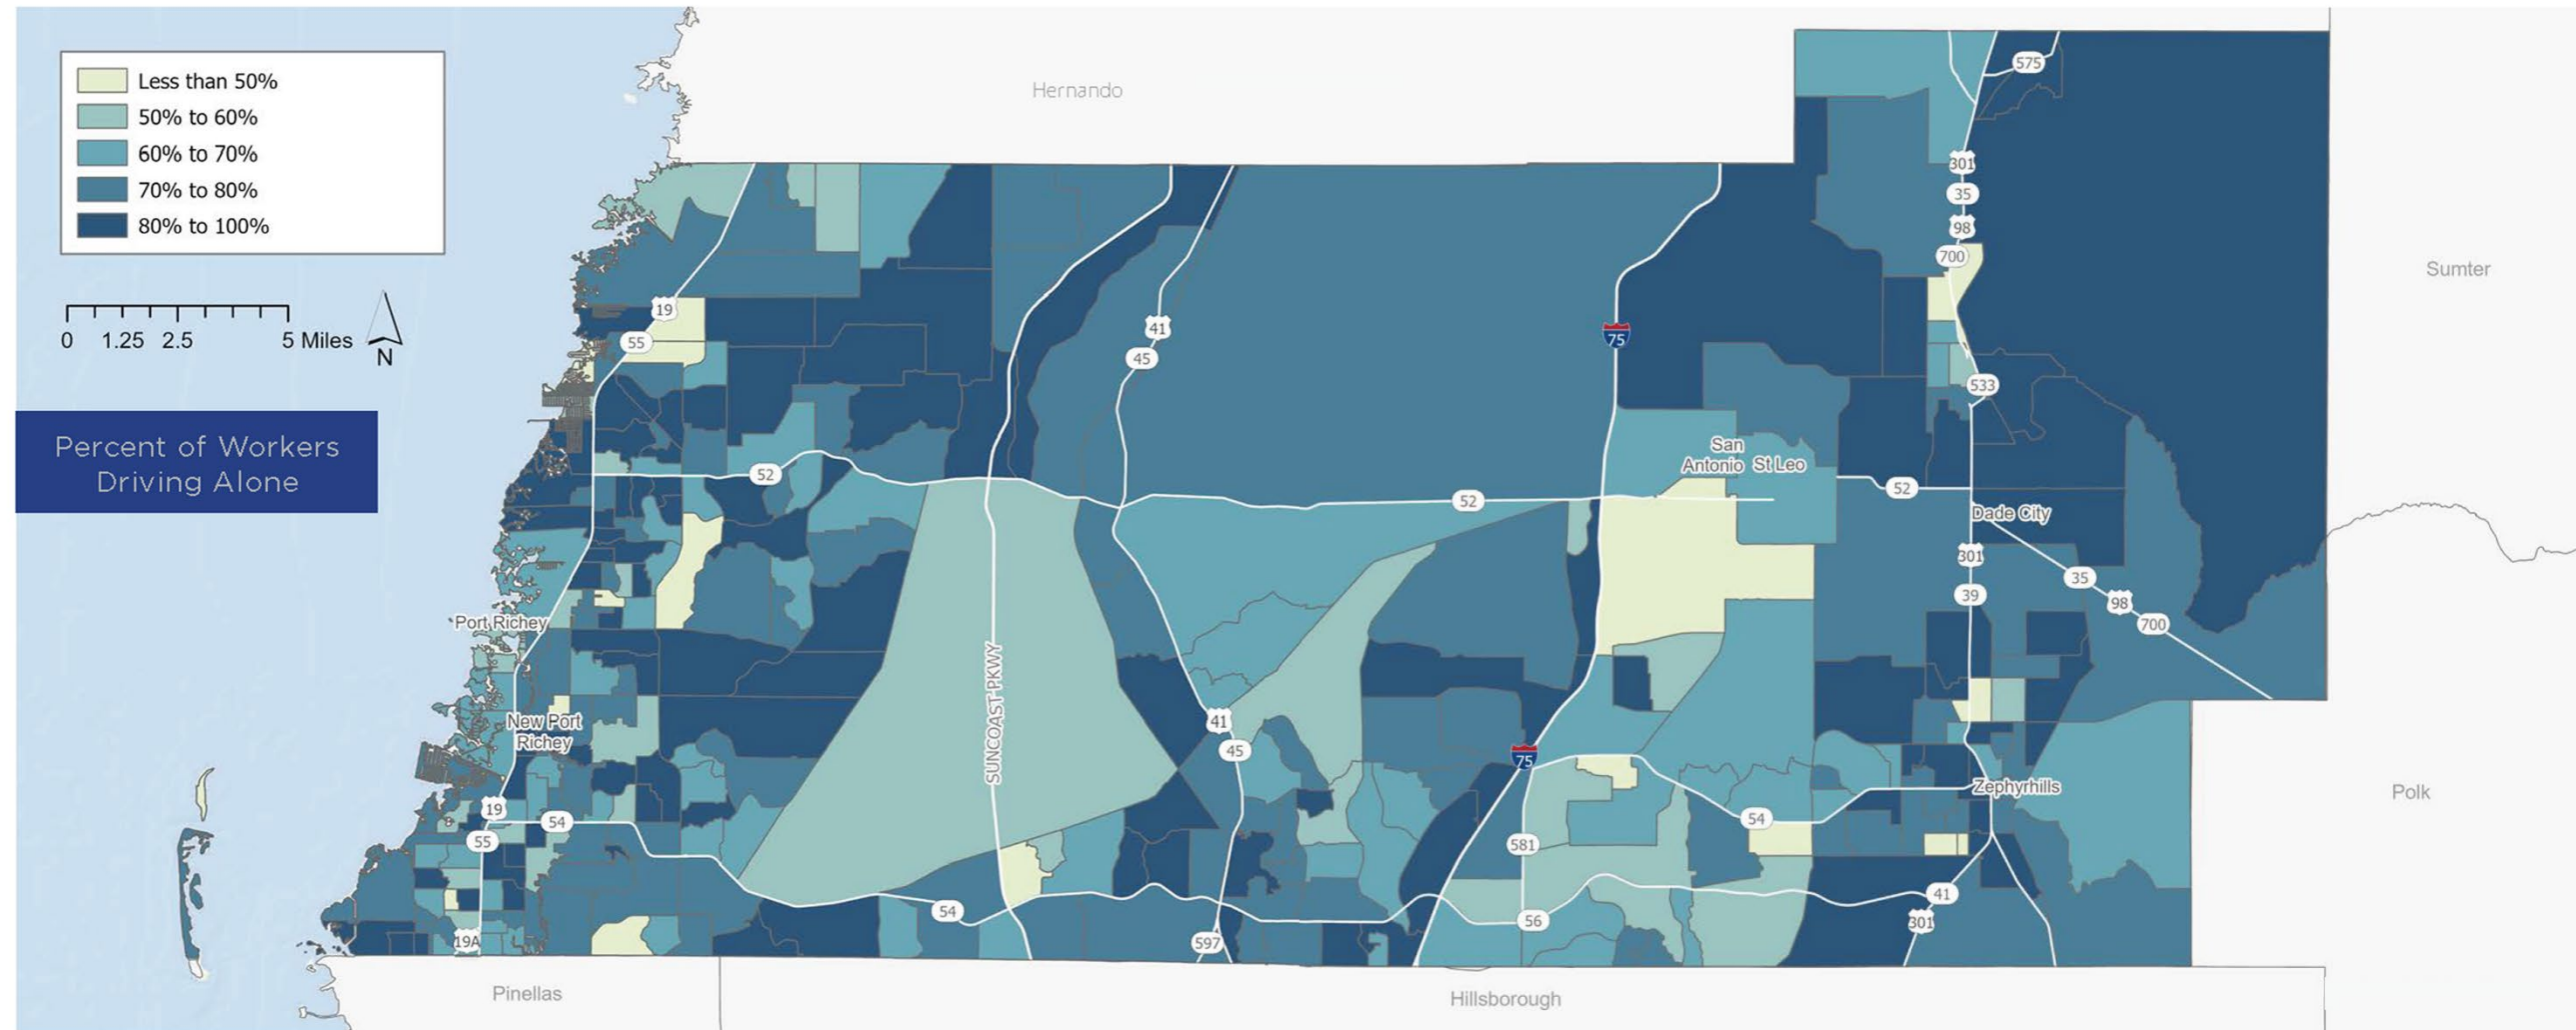 Less than 50%
50% to 60%
60% to 70%
70% to 80%
80% to 100%
0 1.25 2.5 5 Miles
N
Percent of Workers
Driving Alone
Hernando
Sumter
Polk
Pinellas
Hillsborough
575
301
35
98
700
19
55
41
45
75
533
52
San
Antonio St Leo
52
52
Dade City
301
39
35
98
700
Port Richey
SUNCOAST PKWY
New Port
Richey
41
45
75
Zephyrhills
19
54
55
54
581
54
56
41
301
19A
597